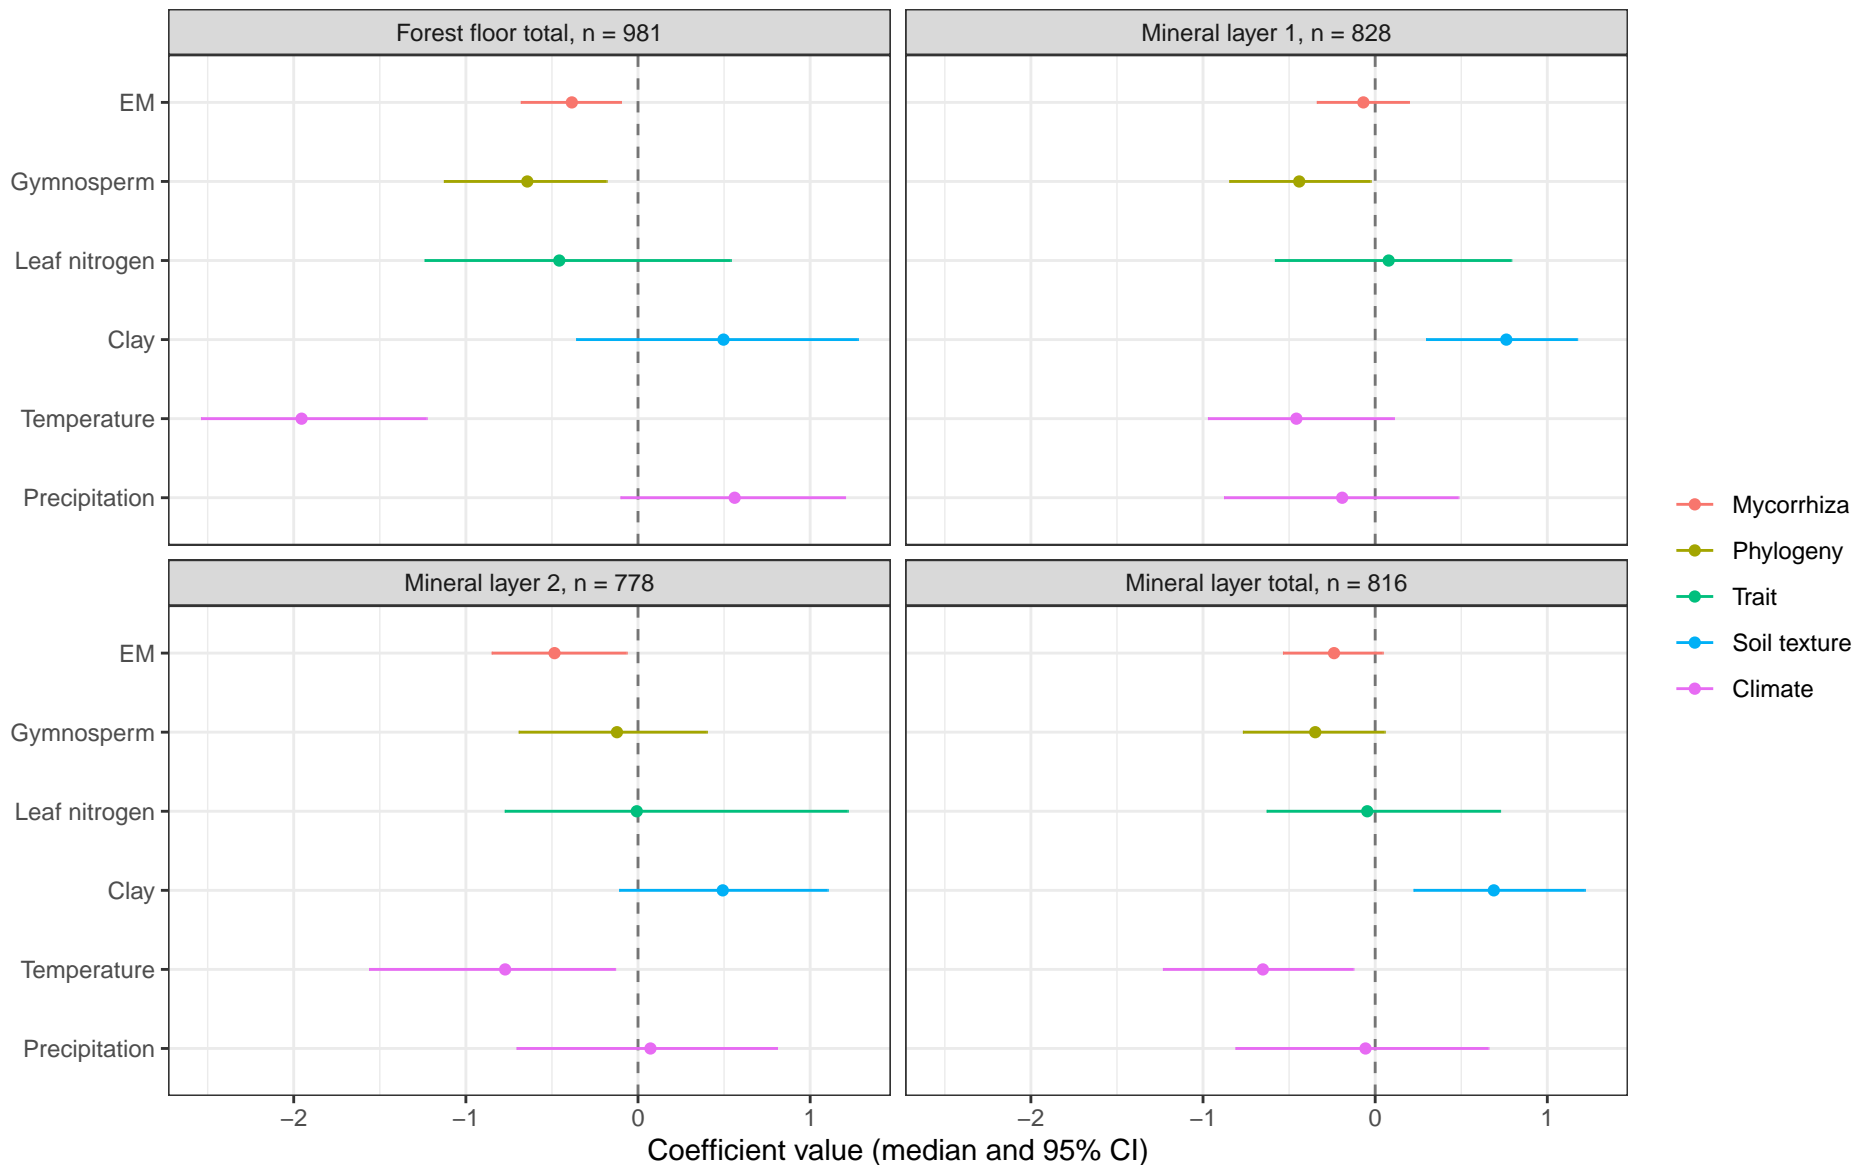 Forest floor total, n = 981
Mineral layer 1, n = 828
EM
Gymnosperm
Leaf nitrogen
Clay
Temperature
Precipitation
Mineral layer 2, n = 778
Mineral layer total, n = 816
EM
Gymnosperm
Leaf nitrogen
Clay
Temperature
Precipitation
−2 −1 0 1
−2 −1 0 1
Coefficient value (median and 95% CI)
Mycorrhiza
Phylogeny
Trait
Soil texture
Climate